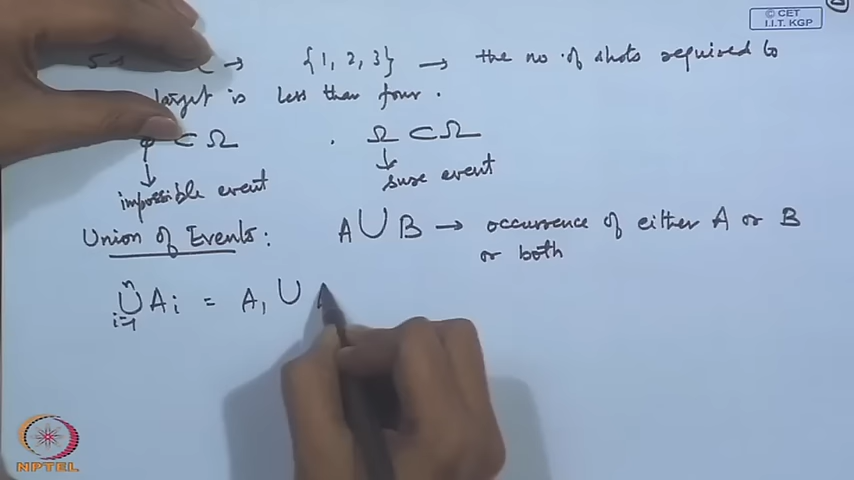 © CET
I.I.T. KGP
→ {1, 2, 3} → the no. of shots required to
target is less than four.
φ ⊂ Ω . Ω ⊂ Ω
↓ ↓
impossible event sure event
Union of Events: A ∪ B → occurrence of either A or B
or both
n
∪ Ai = A1 ∪
i=1
NPTEL